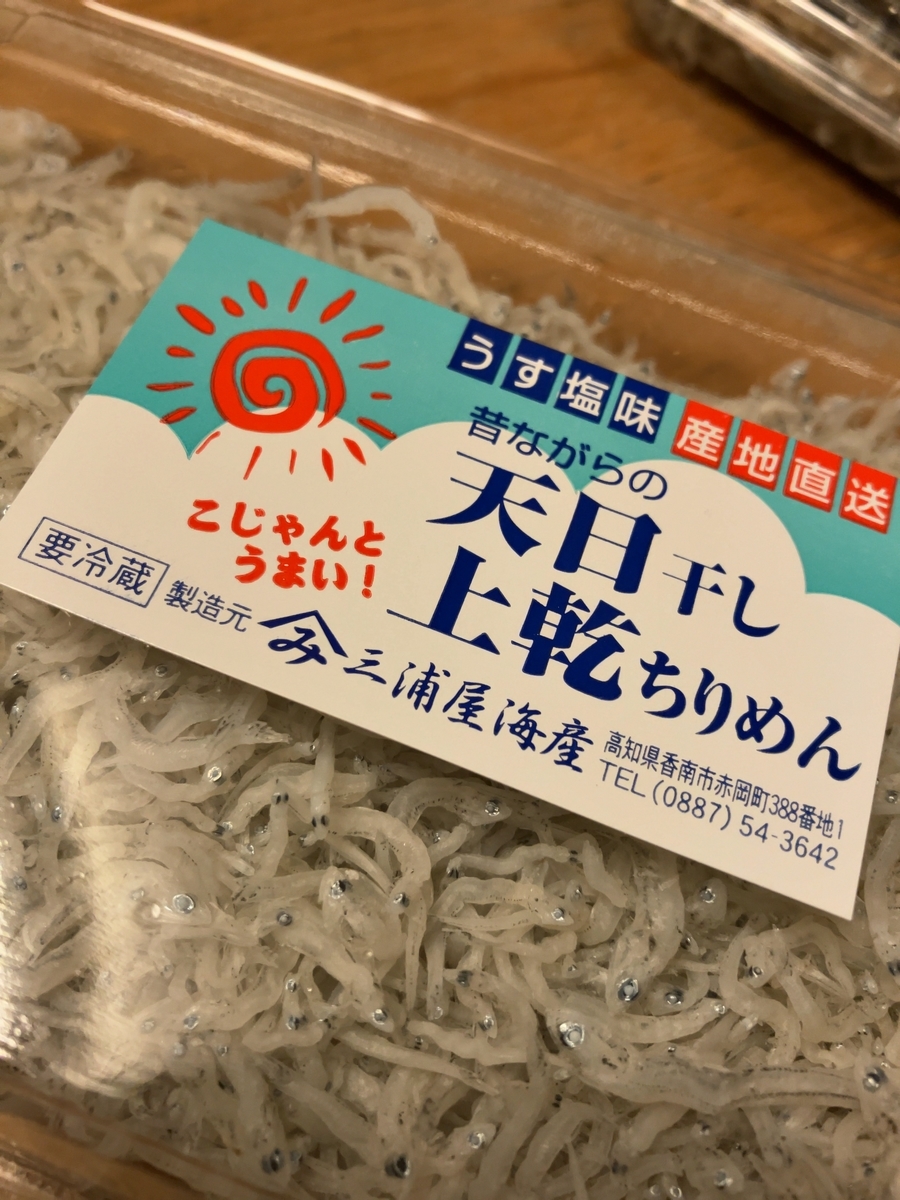 うす塩味 産地直送
昔ながらの
天日干し
上乾ちりめん
こじゃんと
うまい!
要冷蔵
製造元 み 三浦屋海産
高知県香南市赤岡町388番地1
TEL(0887)54-3642